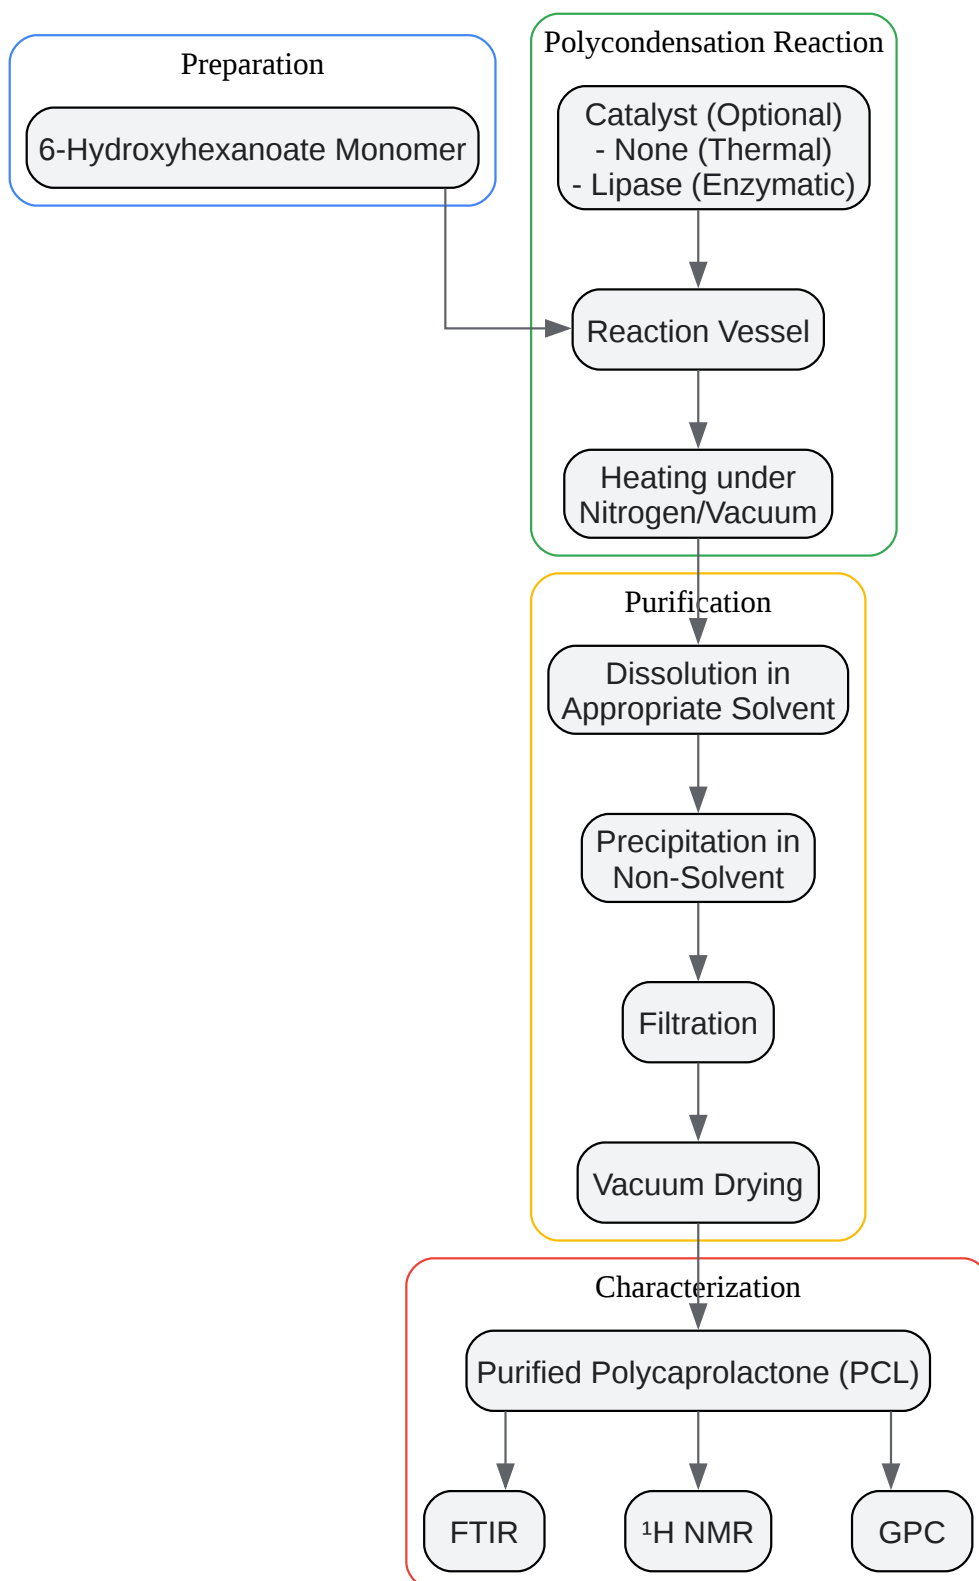 Preparation
6-Hydroxyhexanoate Monomer
Polycondensation Reaction
Catalyst (Optional)
- None (Thermal)
- Lipase (Enzymatic)
Reaction Vessel
Heating under
Nitrogen/Vacuum
Purification
Dissolution in
Appropriate Solvent
Precipitation in
Non-Solvent
Filtration
Vacuum Drying
Characterization
Purified Polycaprolactone (PCL)
FTIR
¹H NMR
GPC